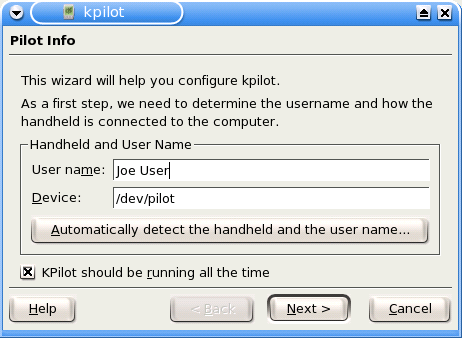 kpilot
Pilot Info
This wizard will help you configure kpilot.
As a first step, we need to determine the username and how the
handheld is connected to the computer.
Handheld and User Name
User name: Joe User
Device: /dev/pilot
Automatically detect the handheld and the user name...
KPilot should be running all the time
Help < Back Next > Cancel